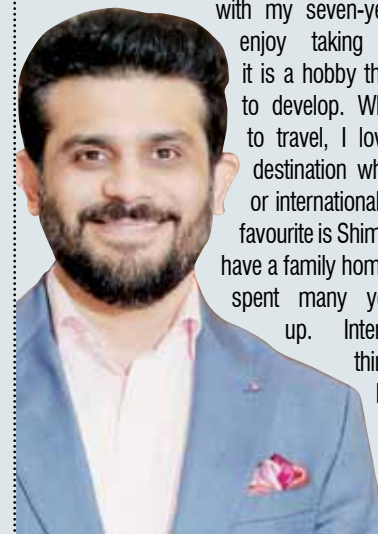 with my seven-ye
enjoy taking
it is a hobby th
to develop. Wh
to travel, I lov
destination wh
or international
favourite is Shim
have a family hom
spent many ye
up. Inter
thin